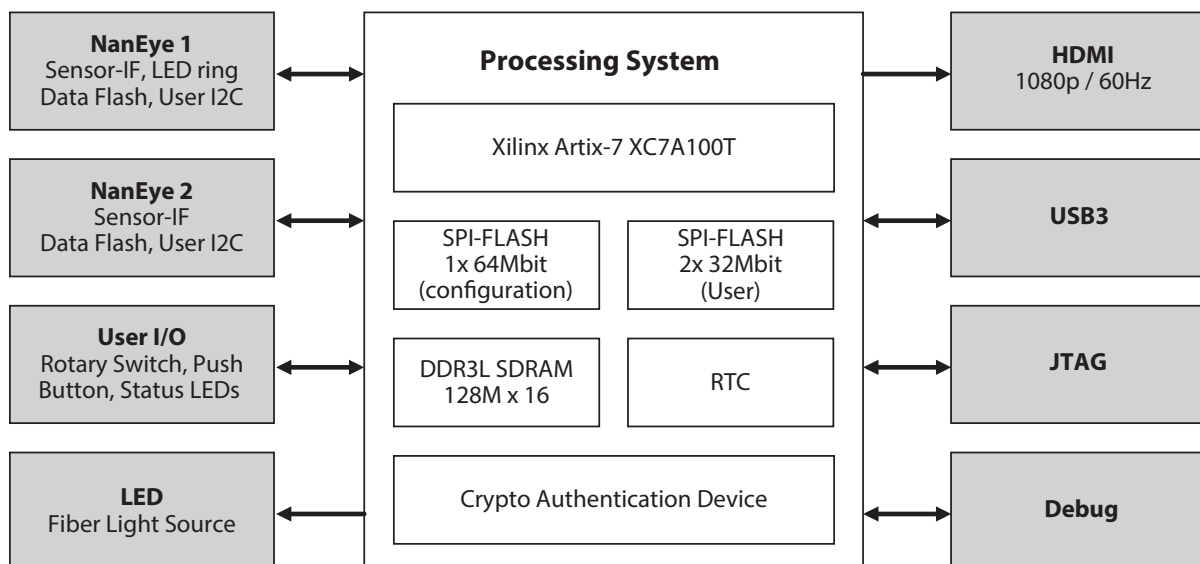 NanEye 1
Sensor-IF, LED ring
Data Flash, User I2C
NanEye 2
Sensor-IF
Data Flash, User I2C
User I/O
Rotary Switch, Push
Button, Status LEDs
LED
Fiber Light Source
Processing System
Xilinx Artix-7 XC7A100T
SPI-FLASH
1x 64Mbit
(configuration)
SPI-FLASH
2x 32Mbit
(User)
DDR3L SDRAM
128M x 16
RTC
Crypto Authentication Device
HDMI
1080p / 60Hz
USB3
JTAG
Debug